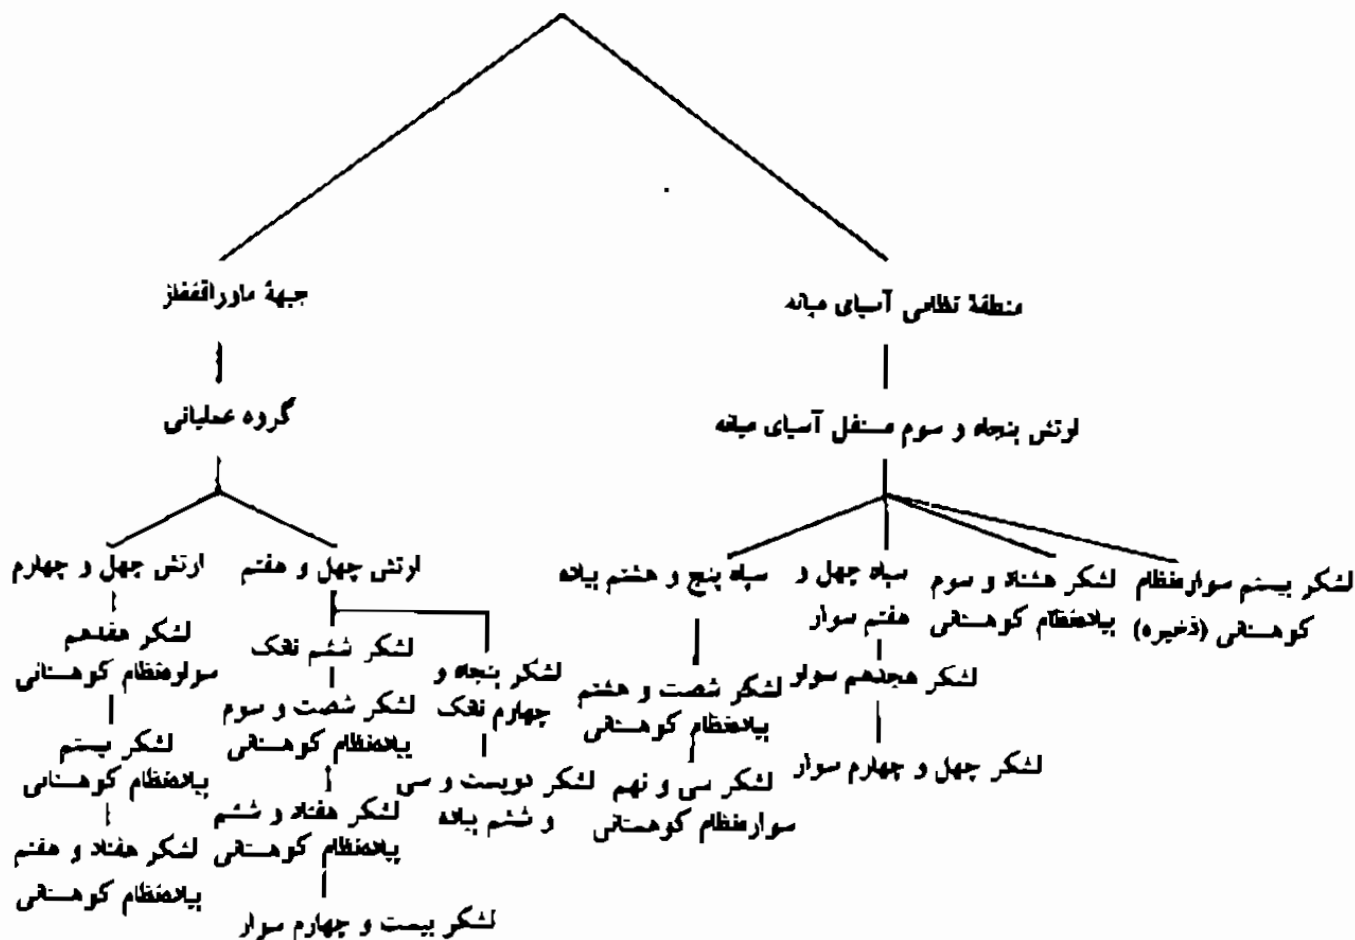 منطقهٔ نظامی آسیای میانه
جبههٔ ماوراقفقاز
ارتش پنجاه و سوم مستقل آسیای میانه
گروه عملیاتی
لشکر بیستم سواره‌نظام
کوهستانی (ذخیره)
لشکر هشتاد و سوم
پیاده‌نظام کوهستانی
سپاه چهل و
هفتم سوار
لشکر هجدهم سوار
لشکر چهل و چهارم سوار
سپاه پنج و هشتم پیاده
لشکر شصت و هشتم
پیاده‌نظام کوهستانی
لشکر سی و نهم
سواره‌نظام کوهستانی
ارتش چهل و هفتم
لشکر پنجاه و
چهارم تانک
لشکر دویست و سی
و ششم پیاده
لشکر ششم تانک
لشکر شصت و سوم
پیاده‌نظام کوهستانی
لشکر هفتاد و ششم
پیاده‌نظام کوهستانی
لشکر بیست و چهارم سوار
ارتش چهل و چهارم
لشکر هفدهم
سواره‌نظام کوهستانی
لشکر بیستم
پیاده‌نظام کوهستانی
لشکر هفتاد و هفتم
پیاده‌نظام کوهستانی